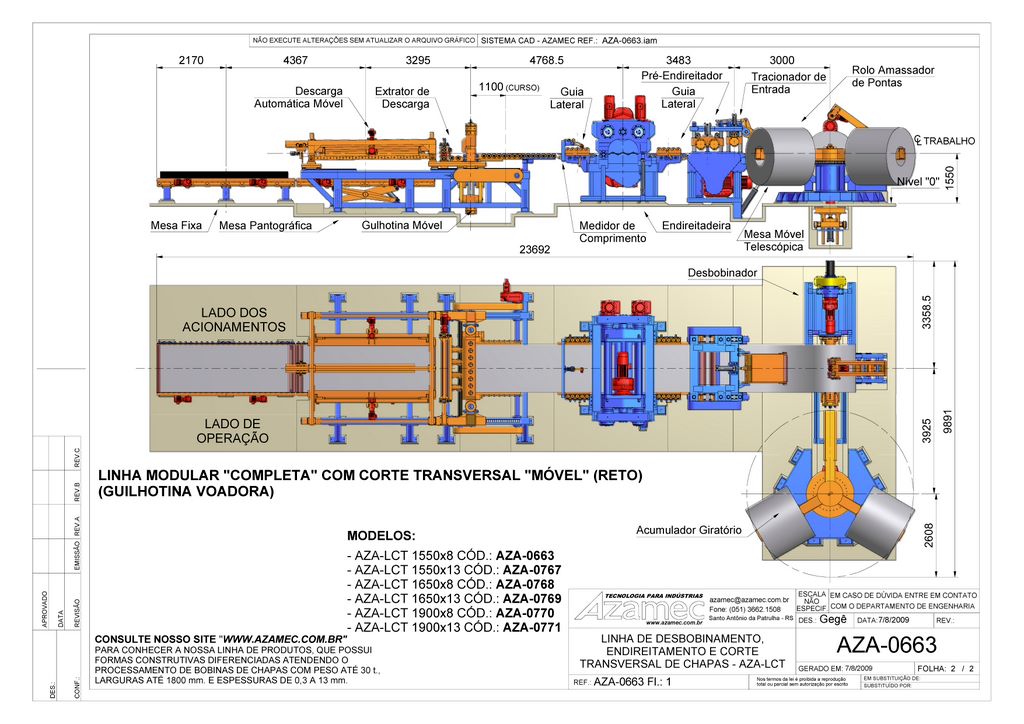 NÃO EXECUTE ALTERAÇÕES SEM ATUALIZAR O ARQUIVO GRÁFICO
SISTEMA CAD - AZAMEC REF.: AZA-0663.iam
2170
4367
3295
4768.5
3483
3000
1100 (CURSO)
Descarga
Automática Móvel
Extrator de
Descarga
Guia
Lateral
Pré-Endireitador
Guia
Lateral
Tracionador de
Entrada
Rolo Amassador
de Pontas
℄ TRABALHO
1550
Nível "0"
Mesa Fixa
Mesa Pantográfica
Guilhotina Móvel
Medidor de
Comprimento
Endireitadeira
Mesa Móvel
Telescópica
23692
Desbobinador
LADO DOS
ACIONAMENTOS
LADO DE
OPERAÇÃO
3358.5
3925
9891
2608
Acumulador Giratório
LINHA MODULAR "COMPLETA" COM CORTE TRANSVERSAL "MÓVEL" (RETO)
(GUILHOTINA VOADORA)
MODELOS:
- AZA-LCT 1550x8 CÓD.: AZA-0663
- AZA-LCT 1550x13 CÓD.: AZA-0767
- AZA-LCT 1650x8 CÓD.: AZA-0768
- AZA-LCT 1650x13 CÓD.: AZA-0769
- AZA-LCT 1900x8 CÓD.: AZA-0770
- AZA-LCT 1900x13 CÓD.: AZA-0771
CONSULTE NOSSO SITE "WWW.AZAMEC.COM.BR"
PARA CONHECER A NOSSA LINHA DE PRODUTOS, QUE POSSUI
FORMAS CONSTRUTIVAS DIFERENCIADAS ATENDENDO O
PROCESSAMENTO DE BOBINAS DE CHAPAS COM PESO ATÉ 30 t.,
LARGURAS ATÉ 1800 mm. E ESPESSURAS DE 0,3 A 13 mm.
REV.C
REV.B
REV.A
EMISSÃO
REVISÃO
APROVADO
DATA
DES.:
CONF.:
TECNOLOGIA PARA INDÚSTRIAS
Azamec
www.azamec.com.br
azamec@azamec.com.br
Fone: (051) 3662.1508
Santo Antônio da Patrulha - RS
ESCALA
NÃO
ESPECIF.
EM CASO DE DÚVIDA ENTRE EM CONTATO
COM O DEPARTAMENTO DE ENGENHARIA
DES.: Gegê
DATA:7/8/2009
REV.:
LINHA DE DESBOBINAMENTO,
ENDIREITAMENTO E CORTE
TRANSVERSAL DE CHAPAS - AZA-LCT
AZA-0663
GERADO EM: 7/8/2009
FOLHA: 2 / 2
REF.: AZA-0663 Fl.: 1
Nos termos da lei é proibida a reprodução
total ou parcial sem autorização por escrito
EM SUBSTITUIÇÃO DE:
SUBSTITUÍDO POR: